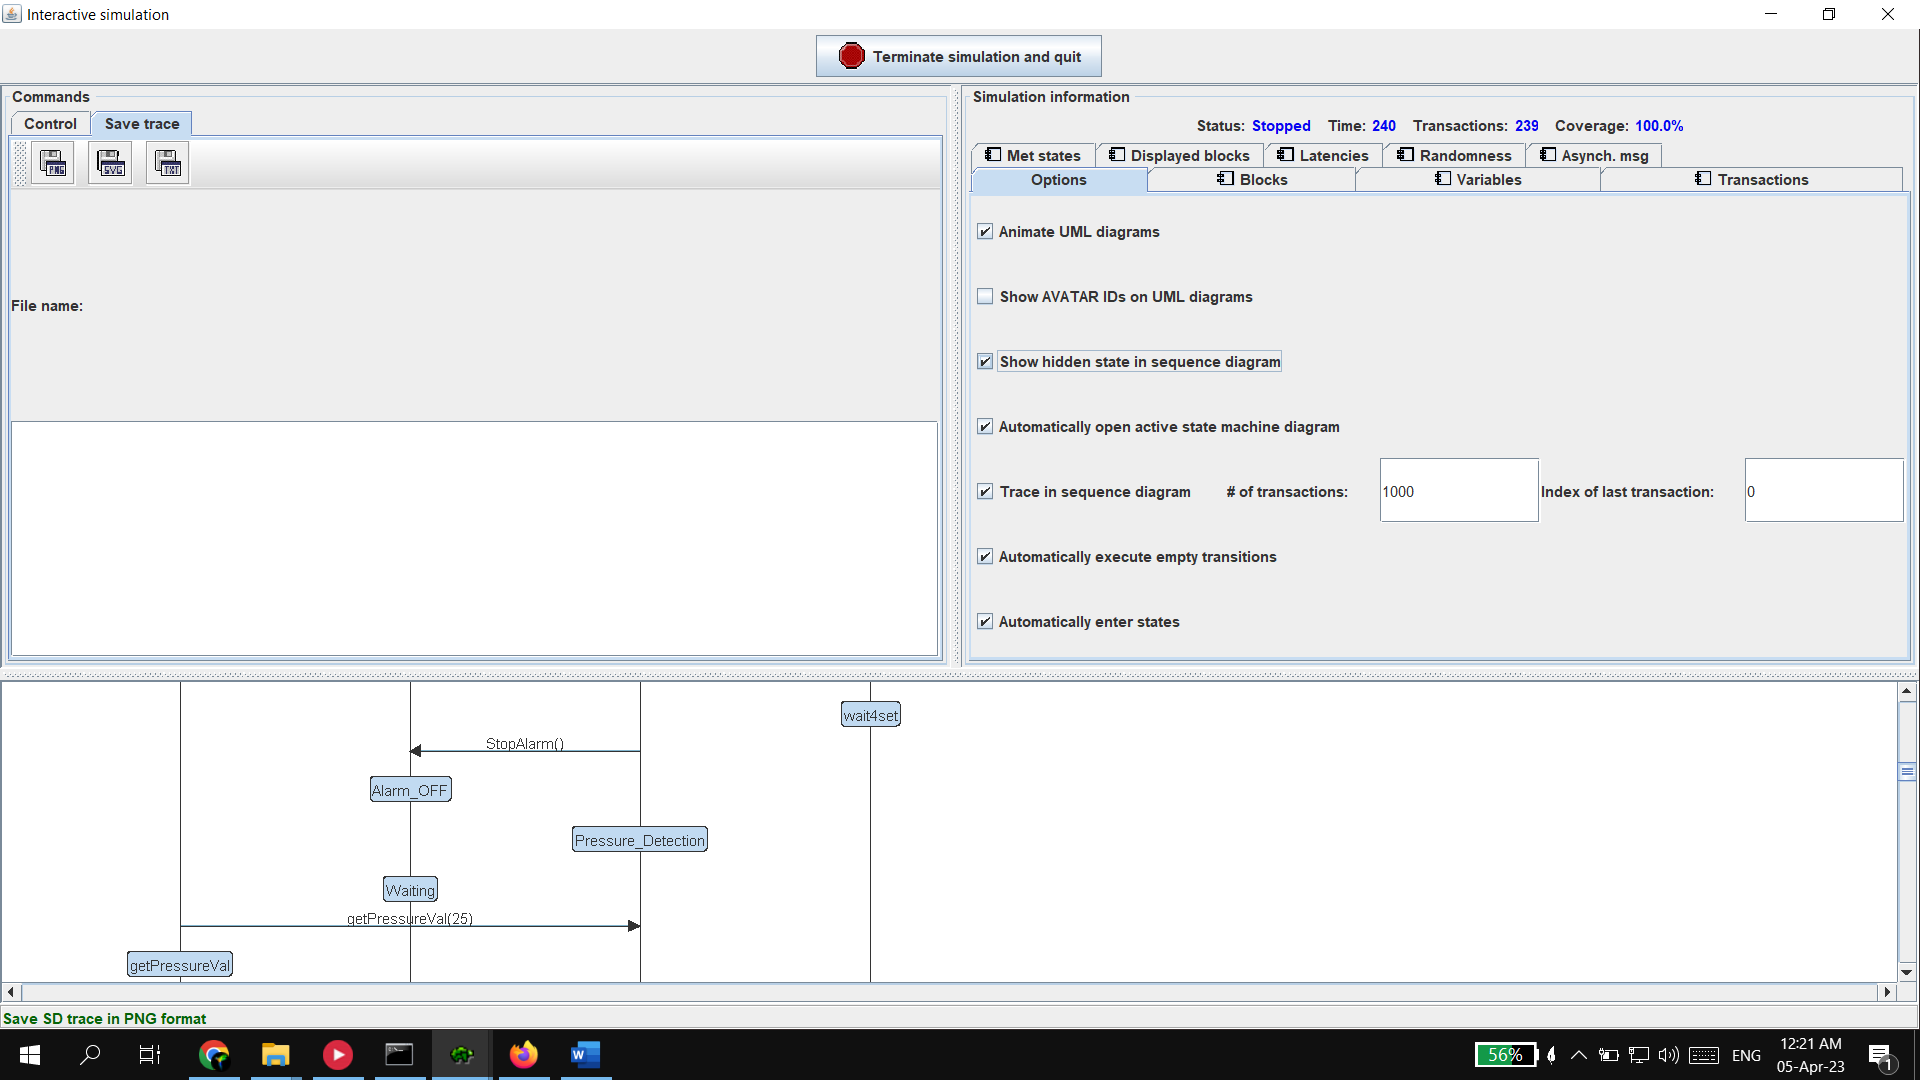 Interactive simulation
Terminate simulation and quit
Commands
Control Save trace
PNG SVG TXT
File name:
Simulation information
Status: Stopped Time: 240 Transactions: 239 Coverage: 100.0%
Met states Displayed blocks Latencies Randomness Asynch. msg
Options Blocks Variables Transactions
Animate UML diagrams
Show AVATAR IDs on UML diagrams
Show hidden state in sequence diagram
Automatically open active state machine diagram
Trace in sequence diagram # of transactions: 1000 Index of last transaction: 0
Automatically execute empty transitions
Automatically enter states
wait4set
StopAlarm()
Alarm_OFF
Pressure_Detection
Waiting
getPressureVal(25)
getPressureVal
Save SD trace in PNG format
56% ENG 12:21 AM
05-Apr-23
1